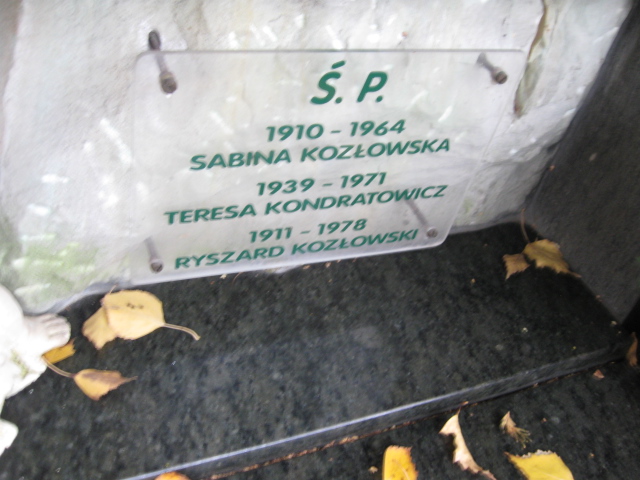 Ś. P.
1910 - 1964
SABINA KOZŁOWSKA
1939 - 1971
TERESA KONDRATOWICZ
1911 - 1978
RYSZARD KOZŁOWSKI